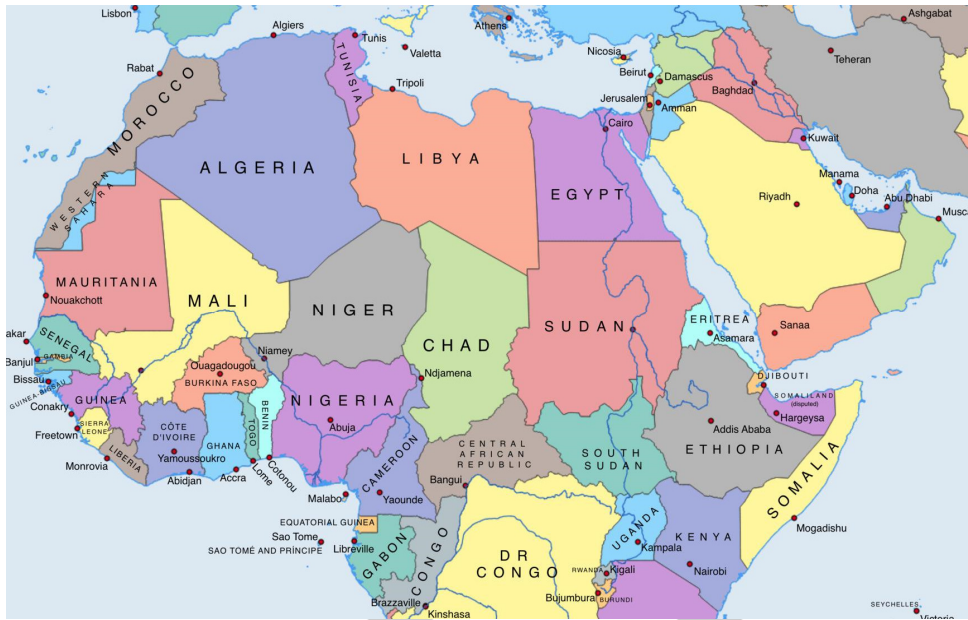 Lisbon
Algiers
Tunis
Athens
Ashgabat
Valetta
Nicosia
Teheran
Rabat
Tripoli
Beirut
Damascus
Baghdad
TUNISIA
MOROCCO
Jerusalem
Amman
Cairo
Kuwait
ALGERIA
LIBYA
EGYPT
Manama
Doha
Riyadh
Abu Dhabi
Musca
WESTERN
SAHARA
MAURITANIA
Nouakchott
MALI
NIGER
CHAD
SUDAN
ERITREA
Asmara
Sanaa
akar
SENEGAL
Banjul
GAMBIA
Niamey
Ouagadougou
BURKINA FASO
Ndjamena
DJIBOUTI
Bissau
GUINEA-BISSAU
GUINEA
NIGERIA
BENIN
SOMALILAND
(disputed)
Hargeysa
Conakry
Freetown
SIERRA
LEONE
CÔTE
D'IVOIRE
Yamoussoukro
GHANA
TOGO
Abuja
Addis Ababa
ETHIOPIA
CENTRAL
AFRICAN
REPUBLIC
SOUTH
SUDAN
SOMALIA
LIBERIA
Monrovia
Abidjan
Accra
Lome
Cotonou
CAMEROON
Malabo
Yaounde
Bangui
EQUATORIAL GUINEA
Sao Tome
SAO TOMÉ AND PRÍNCIPE
Libreville
GABON
CONGO
DR
CONGO
UGANDA
Kampala
KENYA
Nairobi
Mogadishu
RWANDA
Kigali
Bujumbura
BURUNDI
Brazzaville
Kinshasa
SEYCHELLES
Victoria